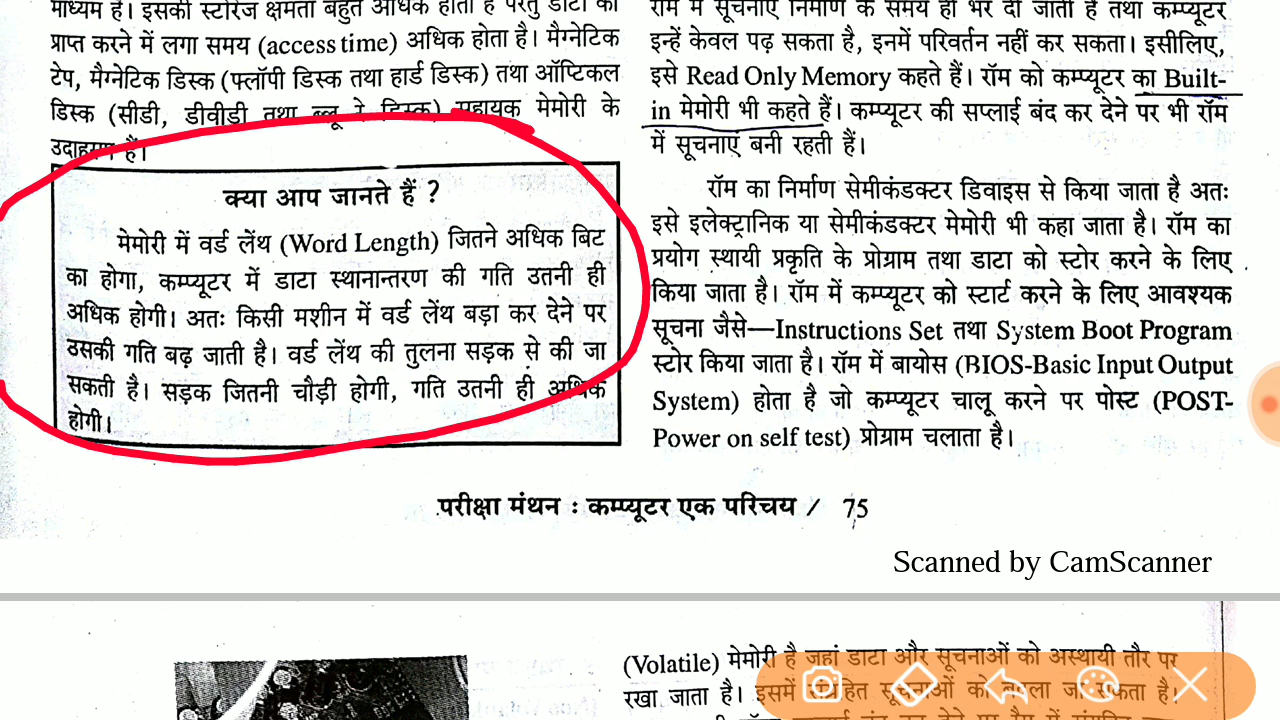 माध्यम है। इसकी स्टोरेज क्षमता बहुत अधिक होती है परंतु डाटा को
प्राप्त करने में लगा समय (access time) अधिक होता है। मैग्नेटिक
टेप, मैग्नेटिक डिस्क (फ्लॉपी डिस्क तथा हार्ड डिस्क) तथा ऑप्टिकल
डिस्क (सीडी, डीवीडी तथा ब्लू रे डिस्क) सहायक मेमोरी के
उदाहरण हैं।
क्या आप जानते हैं ?
मेमोरी में वर्ड लेंथ (Word Length) जितने अधिक बिट
का होगा, कम्प्यूटर में डाटा स्थानान्तरण की गति उतनी ही
अधिक होगी। अतः किसी मशीन में वर्ड लेंथ बड़ा कर देने पर
उसकी गति बढ़ जाती है। वर्ड लेंथ की तुलना सड़क से की जा
सकती है। सड़क जितनी चौड़ी होगी, गति उतनी ही अधिक
होगी।
रॉम में सूचनाएं निर्माण के समय ही भर दी जाती हैं तथा कम्प्यूटर
इन्हें केवल पढ़ सकता है, इनमें परिवर्तन नहीं कर सकता। इसीलिए,
इसे Read Only Memory कहते हैं। रॉम को कम्प्यूटर का Built-
in मेमोरी भी कहते हैं। कम्प्यूटर की सप्लाई बंद कर देने पर भी रॉम
में सूचनाएं बनी रहती हैं।
रॉम का निर्माण सेमीकंडक्टर डिवाइस से किया जाता है अतः
इसे इलेक्ट्रानिक या सेमीकंडक्टर मेमोरी भी कहा जाता है। रॉम का
प्रयोग स्थायी प्रकृति के प्रोग्राम तथा डाटा को स्टोर करने के लिए
किया जाता है। रॉम में कम्प्यूटर को स्टार्ट करने के लिए आवश्यक
सूचना जैसे—Instructions Set तथा System Boot Program
स्टोर किया जाता है। रॉम में बायोस (BIOS-Basic Input Output
System) होता है जो कम्प्यूटर चालू करने पर पोस्ट (POST-
Power on self test) प्रोग्राम चलाता है।
परीक्षा मंथन : कम्प्यूटर एक परिचय / 75
Scanned by CamScanner
(Volatile) मेमोरी है जहां डाटा और सूचनाओं को अस्थायी तौर पर
रखा जाता है। इसमें संग्रहित सूचनाओं को बदला जा सकता है।